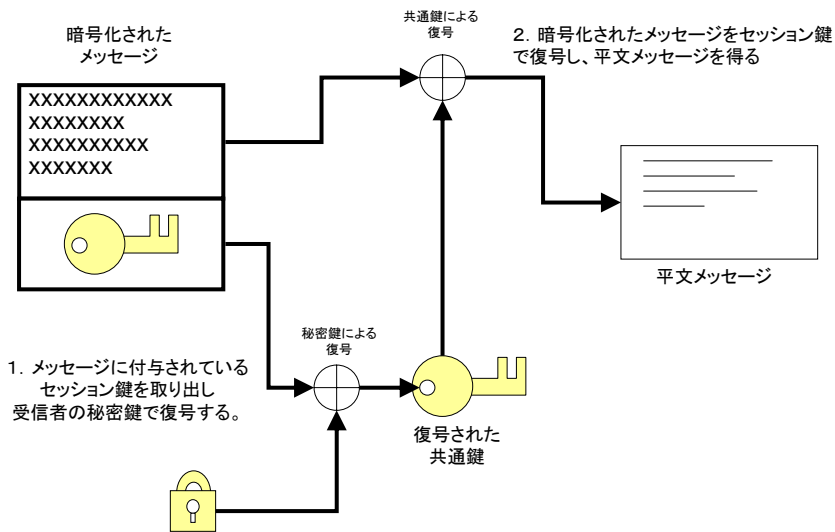 暗号化された
メッセージ
共通鍵による
復号
2．暗号化されたメッセージをセッション鍵
で復号し、平文メッセージを得る
XXXXXXXXXXXX
XXXXXXXX
XXXXXXXXXX
XXXXXXX
平文メッセージ
秘密鍵による
復号
1．メッセージに付与されている
セッション鍵を取り出し
受信者の秘密鍵で復号する。
復号された
共通鍵